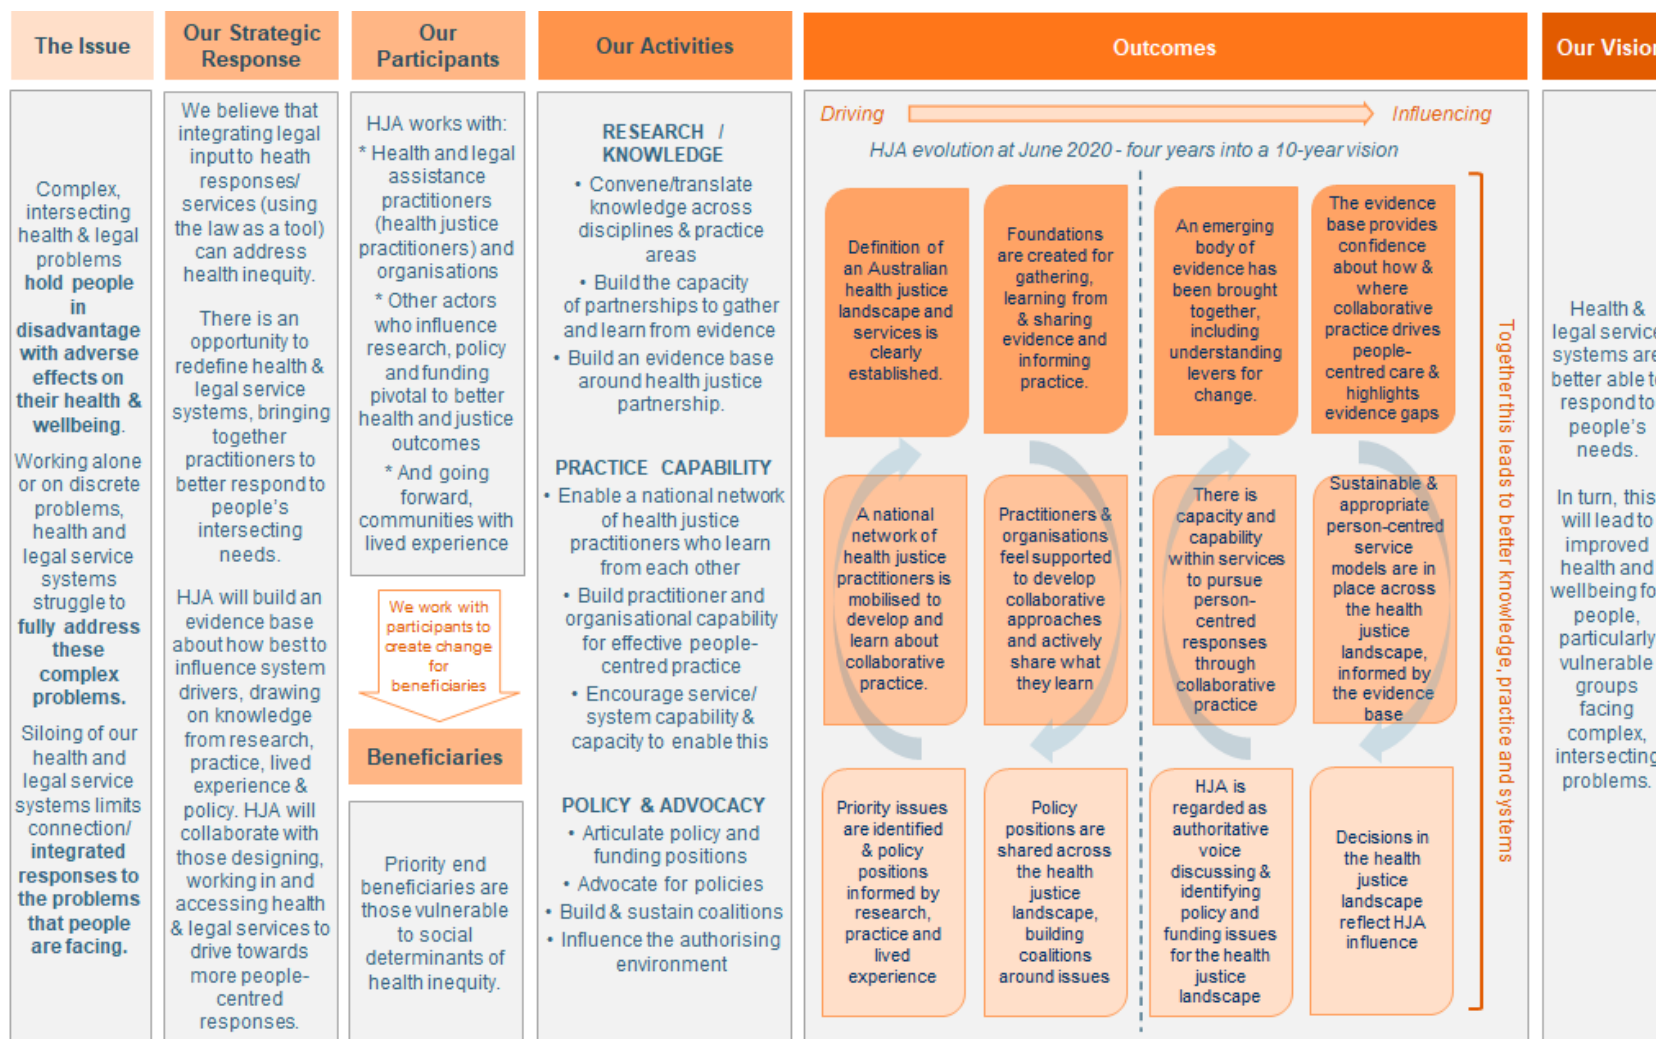 The Issue
Complex,
intersecting
health & legal
problems
hold people
in
disadvantage
with adverse
effects on
their health &
wellbeing.
Working alone
or on discrete
problems,
health and
legal service
systems
struggle to
fully address
these
complex
problems.
Siloing of our
health and
legal service
systems limits
connection/
integrated
responses to
the problems
that people
are facing.
Our Strategic
Response
We believe that
integrating legal
input to heath
responses/
services (using
the law as a tool)
can address
health inequity.
There is an
opportunity to
redefine health &
legal service
systems, bringing
together
practitioners to
better respond to
people's
intersecting
needs.
HJA will build an
evidence base
about how best to
influence system
drivers, drawing
on knowledge
from research,
practice, lived
experience &
policy. HJA will
collaborate with
those designing,
working in and
accessing health
& legal services to
drive towards
more people-
centred
responses.
Our
Participants
HJA works with:
* Health and legal
assistance
practitioners
(health justice
practitioners) and
organisations
* Other actors
who influence
research, policy
and funding
pivotal to better
health and justice
outcomes
* And going
forward,
communities with
lived experience
We work with
participants to
create change
for
beneficiaries
Beneficiaries
Priority end
beneficiaries are
those vulnerable
to social
determinants of
health inequity.
Our Activities
RESEARCH /
KNOWLEDGE
• Convene/translate
knowledge across
disciplines & practice
areas
• Build the capacity
of partnerships to gather
and learn from evidence
• Build an evidence base
around health justice
partnership.
PRACTICE CAPABILITY
• Enable a national network
of health justice
practitioners who learn
from each other
• Build practitioner and
organisational capability
for effective people-
centred practice
• Encourage service/
system capability &
capacity to enable this
POLICY & ADVOCACY
• Articulate policy and
funding positions
• Advocate for policies
• Build & sustain coalitions
• Influence the authorising
environment
Outcomes
Driving
Influencing
HJA evolution at June 2020 - four years into a 10-year vision
Definition of
an Australian
health justice
landscape and
services is
clearly
established.
Foundations
are created for
gathering,
learning from
& sharing
evidence and
informing
practice.
An emerging
body of
evidence has
been brought
together,
including
understanding
levers for
change.
The evidence
base provides
confidence
about how &
where
collaborative
practice drives
people-
centred care &
highlights
evidence gaps
A national
network of
health justice
practitioners is
mobilised to
develop and
learn about
collaborative
practice.
Practitioners &
organisations
feel supported
to develop
collaborative
approaches
and actively
share what
they learn
There is
capacity and
capability
within services
to pursue
person-
centred
responses
through
collaborative
practice
Sustainable &
appropriate
person-centred
service
models are in
place across
the health
justice
landscape,
informed by
the evidence
base
Priority issues
are identified
& policy
positions
informed by
research,
practice and
lived
experience
Policy
positions are
shared across
the health
justice
landscape,
building
coalitions
around issues
HJA is
regarded as
authoritative
voice
discussing &
identifying
policy and
funding issues
for the health
justice
landscape
Decisions in
the health
justice
landscape
reflect HJA
influence
Together this leads to better knowledge, practice and systems
Our Vision
Health &
legal service
systems are
better able to
respond to
people's
needs.
In turn, this
will lead to
improved
health and
wellbeing for
people,
particularly
vulnerable
groups
facing
complex,
intersecting
problems.